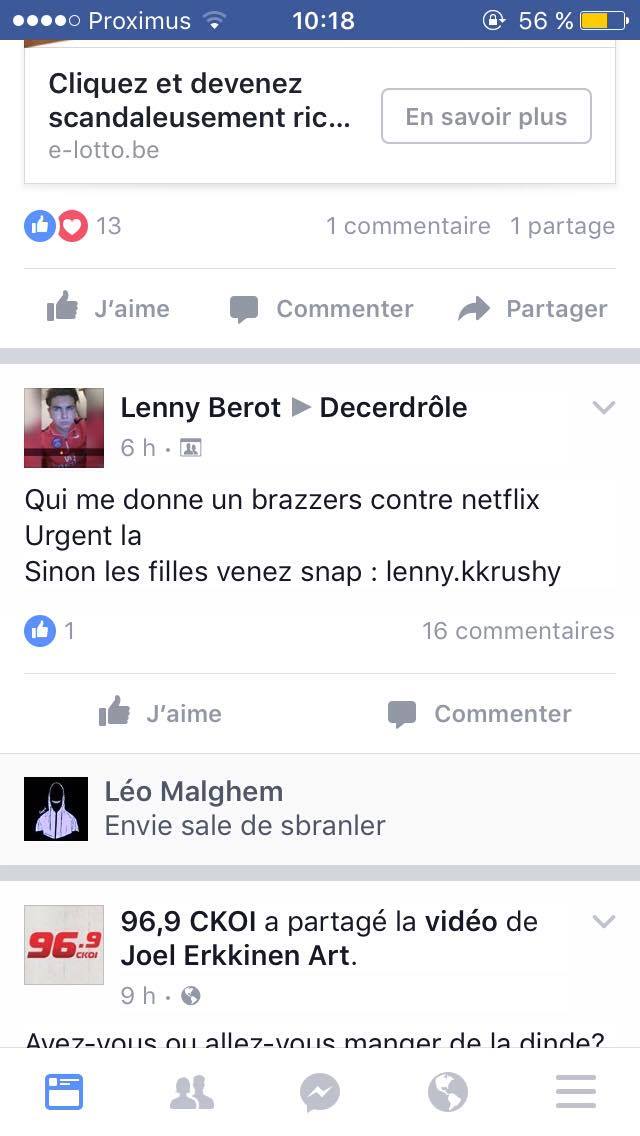 Proximus 10:18 56 %
Cliquez et devenez
scandaleusement ric...
En savoir plus
e-lotto.be
13 1 commentaire 1 partage
J'aime Commenter Partager
Lenny Berot ▶ Decerdrôle
6 h ·
Qui me donne un brazzers contre netflix
Urgent la
Sinon les filles venez snap : lenny.kkrushy
1 16 commentaires
J'aime Commenter
Léo Malghem
Envie sale de sbranler
96.9 CKOI
96,9 CKOI a partagé la vidéo de
Joel Erkkinen Art.
9 h ·
Avez-vous ou allez-vous manger de la dinde?